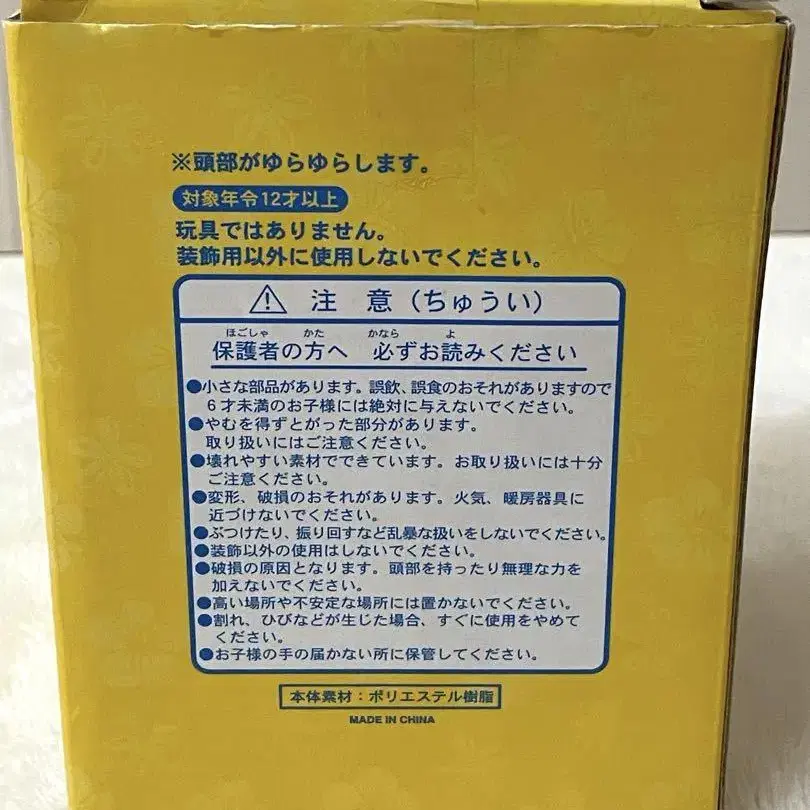 ※頭部がゆらゆらします。
対象年令12才以上
玩具ではありません。
装飾用以外に使用しないでください。
⚠ 注 意（ちゅうい）
ほごしゃ かた かなら よ
保護者の方へ 必ずお読みください
●小さな部品があります。誤飲、誤食のおそれがありますので
６才未満のお子様には絶対に与えないでください。
●やむを得ずとがった部分があります。
取り扱いにはご注意ください。
●壊れやすい素材でできています。お取り扱いには十分
ご注意ください。
●変形、破損のおそれがあります。火気、暖房器具に
近づけないでください。
●ぶつけたり、振り回すなど乱暴な扱いをしないでください。
●装飾以外の使用はしないでください。
●破損の原因となります。頭部を持ったり無理な力を
加えないでください。
●高い場所や不安定な場所には置かないでください。
●割れ、ひびなどが生じた場合、すぐに使用をやめて
ください。
●お子様の手の届かない所に保管してください。
本体素材：ポリエステル樹脂
MADE IN CHINA